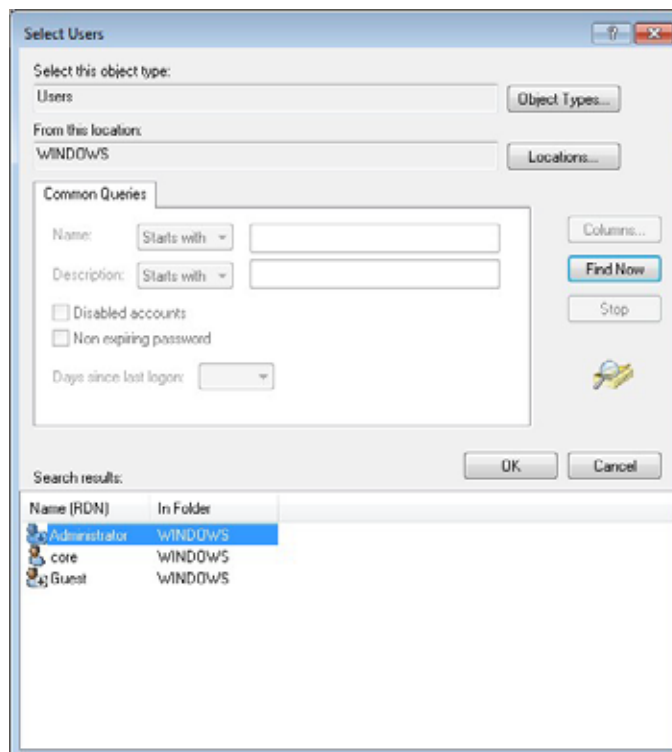 Select Users
Select this object type:
Users
Object Types...
From this location:
WINDOWS
Locations...
Common Queries
Name: Starts with
Columns...
Description: Starts with
Find Now
Disabled accounts
Stop
Non expiring password
Days since last logon:
OK Cancel
Search results:
Name (RDN) In Folder
Administrator WINDOWS
core WINDOWS
Guest WINDOWS